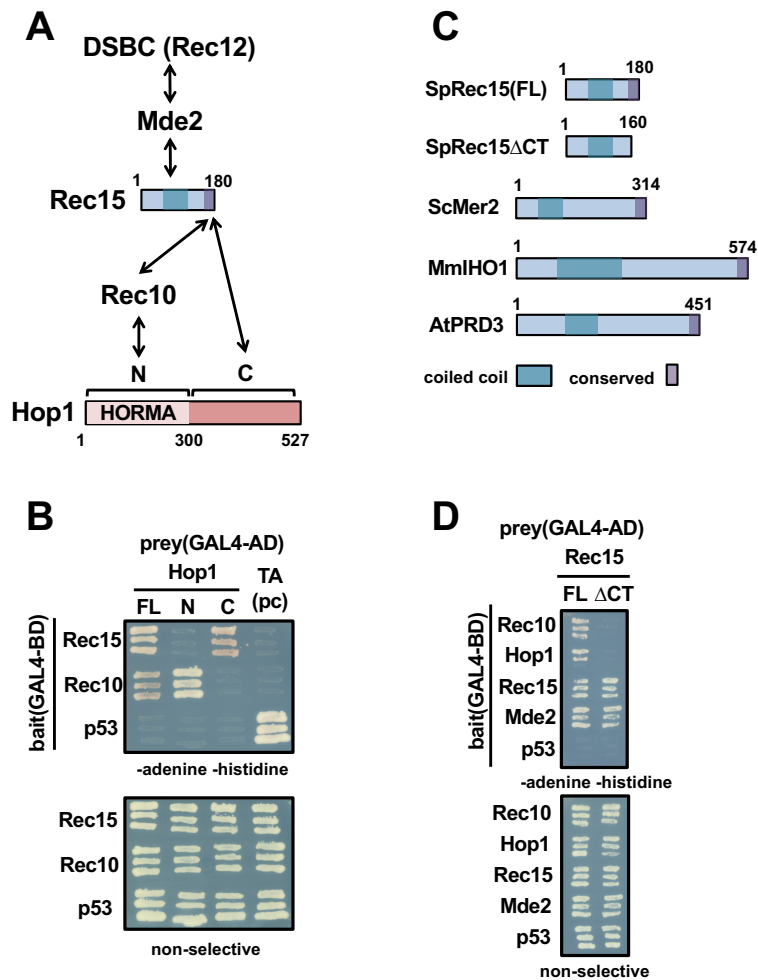 A
DSBC (Rec12)
Mde2
1 180
Rec15
Rec10
N C
Hop1 HORMA
1 300 527
B
prey(GAL4-AD)
Hop1 TA
FL N C (pc)
bait(GAL4-BD)
Rec15
Rec10
p53
-adenine -histidine
Rec15
Rec10
p53
non-selective
C
1 180
SpRec15(FL)
1 160
SpRec15∆CT
1 314
ScMer2
1 574
MmIHO1
1 451
AtPRD3
coiled coil conserved
D
prey(GAL4-AD)
Rec15
FL ∆CT
bait(GAL4-BD)
Rec10
Hop1
Rec15
Mde2
p53
-adenine -histidine
Rec10
Hop1
Rec15
Mde2
p53
non-selective